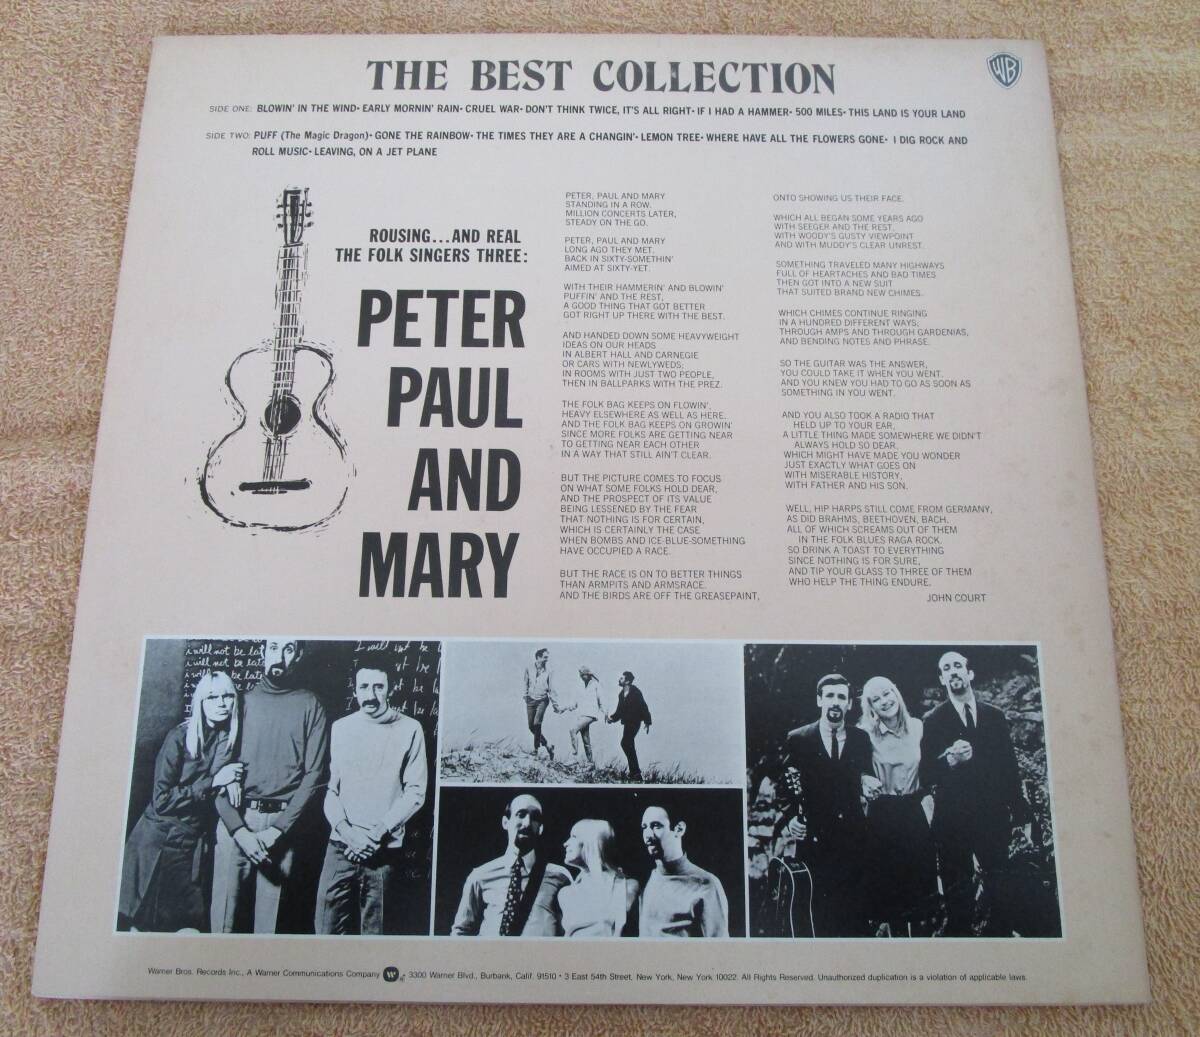 THE BEST COLLECTION
WB
SIDE ONE: BLOWIN' IN THE WIND• EARLY MORNIN' RAIN• CRUEL WAR• DON'T THINK TWICE, IT'S ALL RIGHT• IF I HAD A HAMMER• 500 MILES• THIS LAND IS YOUR LAND
SIDE TWO: PUFF (The Magic Dragon)• GONE THE RAINBOW• THE TIMES THEY ARE A CHANGIN'• LEMON TREE• WHERE HAVE ALL THE FLOWERS GONE• I DIG ROCK AND
ROLL MUSIC• LEAVING, ON A JET PLANE
ROUSING...AND REAL
THE FOLK SINGERS THREE:
PETER
PAUL
AND
MARY
PETER, PAUL AND MARY
STANDING IN A ROW.
MILLION CONCERTS LATER,
STEADY ON THE GO.
PETER, PAUL AND MARY
LONG AGO THEY MET.
BACK IN SIXTY-SOMETHIN'
AIMED AT SIXTY-YET.
WITH THEIR HAMMERIN' AND BLOWIN'
PUFFIN' AND THE REST,
A GOOD THING THAT GOT BETTER
GOT RIGHT UP THERE WITH THE BEST.
AND HANDED DOWN SOME HEAVYWEIGHT
IDEAS ON OUR HEADS
IN ALBERT HALL AND CARNEGIE
OR CARS WITH NEWLYWEDS;
IN ROOMS WITH JUST TWO PEOPLE,
THEN IN BALLPARKS WITH THE PREZ.
THE FOLK BAG KEEPS ON FLOWIN',
HEAVY ELSEWHERE AS WELL AS HERE.
AND THE FOLK BAG KEEPS ON GROWIN'
SINCE MORE FOLKS ARE GETTING NEAR
TO GETTING NEAR EACH OTHER
IN A WAY THAT STILL AIN'T CLEAR.
BUT THE PICTURE COMES TO FOCUS
ON WHAT SOME FOLKS HOLD DEAR,
AND THE PROSPECT OF ITS VALUE
BEING LESSENED BY THE FEAR
THAT NOTHING IS FOR CERTAIN,
WHICH IS CERTAINLY THE CASE
WHEN BOMBS AND ICE-BLUE-SOMETHING
HAVE OCCUPIED A RACE.
BUT THE RACE IS ON TO BETTER THINGS
THAN ARMPITS AND ARMSRACE.
AND THE BIRDS ARE OFF THE GREASEPAINT,
ONTO SHOWING US THEIR FACE.
WHICH ALL BEGAN SOME YEARS AGO
WITH SEEGER AND THE REST,
WITH WOODY'S GUSTY VIEWPOINT
AND WITH MUDDY'S CLEAR UNREST.
SOMETHING TRAVELED MANY HIGHWAYS
FULL OF HEARTACHES AND BAD TIMES
THEN GOT INTO A NEW SUIT
THAT SUITED BRAND NEW CHIMES.
WHICH CHIMES CONTINUE RINGING
IN A HUNDRED DIFFERENT WAYS;
THROUGH AMPS AND THROUGH GARDENIAS,
AND BENDING NOTES AND PHRASE.
SO THE GUITAR WAS THE ANSWER,
YOU COULD TAKE IT WHEN YOU WENT.
AND YOU KNEW YOU HAD TO GO AS SOON AS
SOMETHING IN YOU WENT.
AND YOU ALSO TOOK A RADIO THAT
HELD UP TO YOUR EAR,
A LITTLE THING MADE SOMEWHERE WE DIDN'T
ALWAYS HOLD SO DEAR.
WHICH MIGHT HAVE MADE YOU WONDER
JUST EXACTLY WHAT GOES ON
WITH MISERABLE HISTORY,
WITH FATHER AND HIS SON.
WELL, HIP HARPS STILL COME FROM GERMANY,
AS DID BRAHMS, BEETHOVEN, BACH.
ALL OF WHICH SCREAMS OUT OF THEM
IN THE FOLK BLUES RAGA ROCK.
SO DRINK A TOAST TO EVERYTHING
SINCE NOTHING IS FOR SURE,
AND TIP YOUR GLASS TO THREE OF THEM
WHO HELP THE THING ENDURE.
JOHN COURT
i will not be lat
i will not be late
Warner Bros. Records Inc., A Warner Communications Company • 3300 Warner Blvd., Burbank, Calif. 91510 • 3 East 54th Street, New York, New York 10022. All Rights Reserved. Unauthorized duplication is a violation of applicable laws.